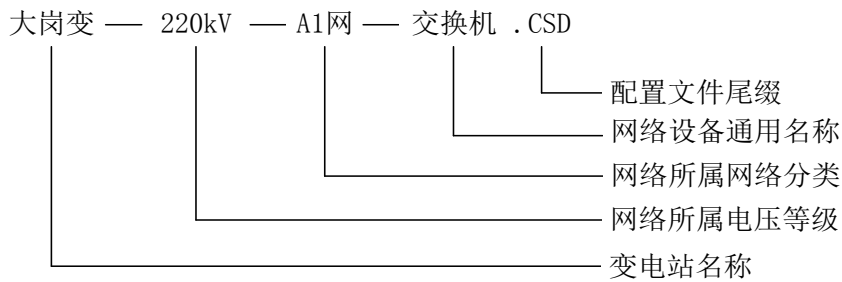 大岗变 — 220kV — A1网 — 交换机 .CSD
配置文件尾缀
网络设备通用名称
网络所属网络分类
网络所属电压等级
变电站名称